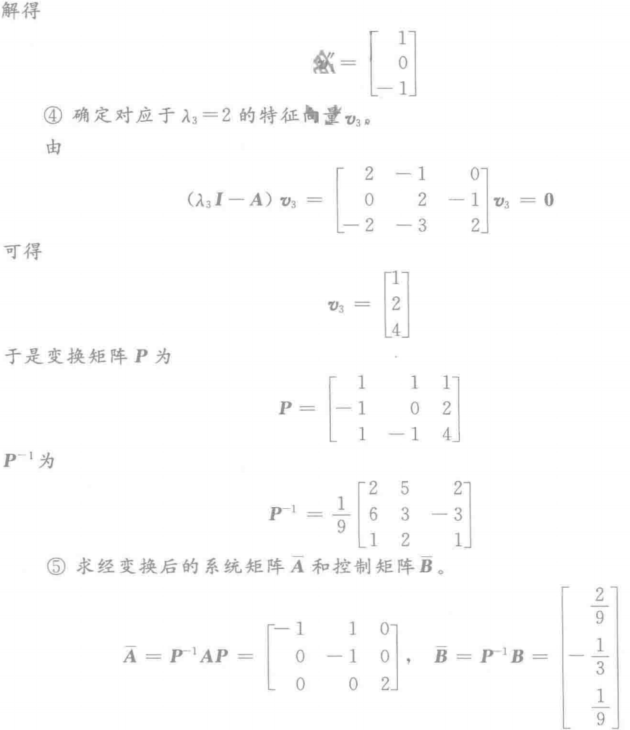 解得
= [1 0 -1]
④ 确定对应于 λ₃=2 的特征向量 v₃。
由
(λ₃I-A) v₃ = [2 -1 0; 0 2 -1; -2 -3 2] v₃ = 0
可得
v₃ = [1 2 4]
于是变换矩阵 P 为
P = [1 1 1; -1 0 2; 1 -1 4]
P⁻¹ 为
P⁻¹ = 1/9 [2 5 2; 6 3 -3; 1 2 1]
⑤ 求经变换后的系统矩阵 A̅ 和控制矩阵 B̅。
A̅ = P⁻¹AP = [-1 1 0; 0 -1 0; 0 0 2], B̅ = P⁻¹B = [2/9; -1/3; 1/9]